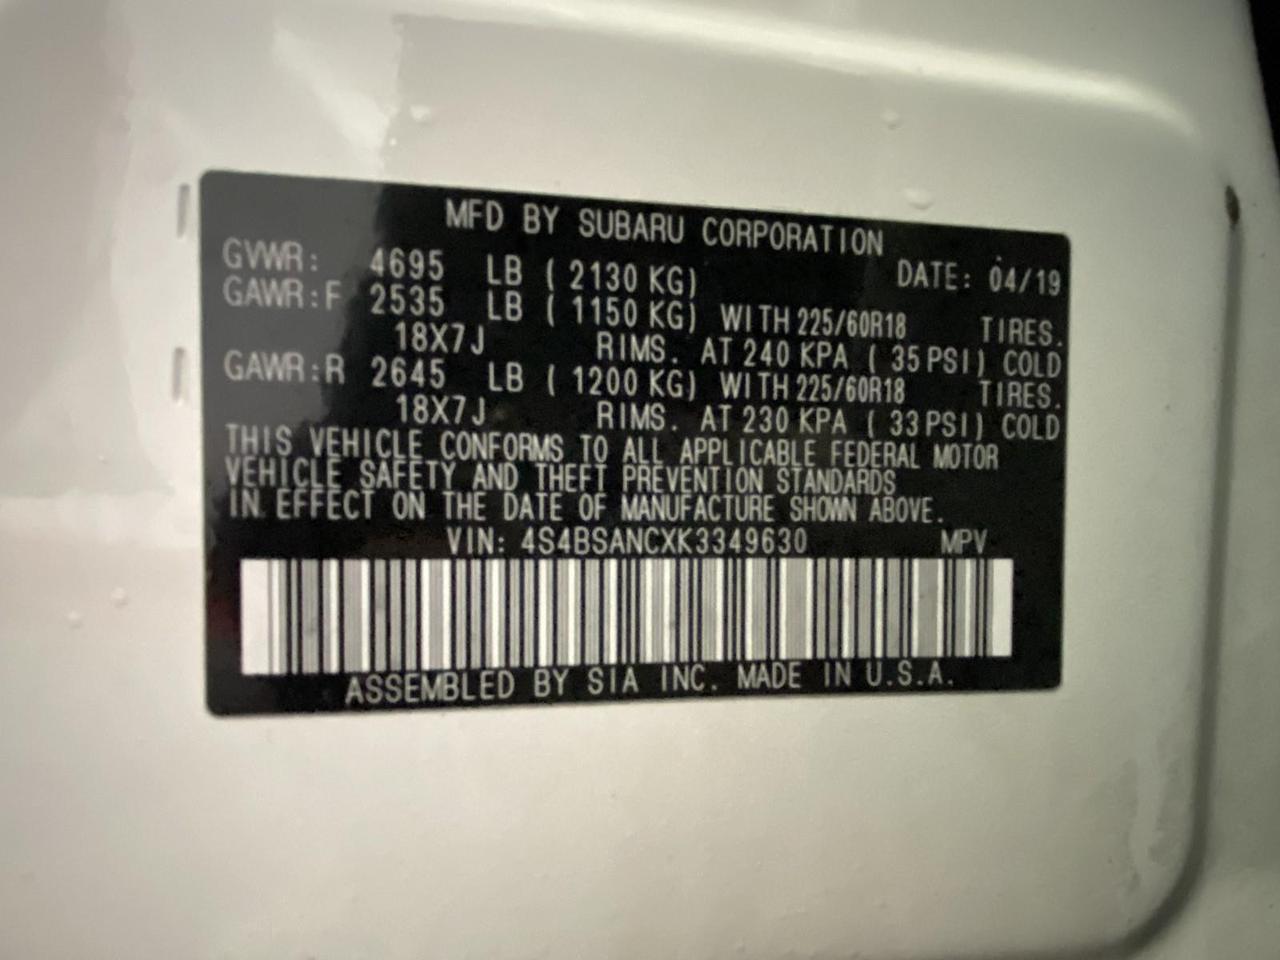 MFD BY SUBARU CORPORATION
GVWR: 4695 LB ( 2130 KG) DATE: 04/19
GAWR:F 2535 LB ( 1150 KG) WITH 225/60R18 TIRES.
18X7J RIMS. AT 240 KPA ( 35 PSI) COLD
GAWR:R 2645 LB ( 1200 KG) WITH 225/60R18 TIRES.
18X7J RIMS. AT 230 KPA ( 33 PSI) COLD
THIS VEHICLE CONFORMS TO ALL APPLICABLE FEDERAL MOTOR
VEHICLE SAFETY AND THEFT PREVENTION STANDARDS
IN EFFECT ON THE DATE OF MANUFACTURE SHOWN ABOVE.
VIN: 4S4BSANCXK3349630 MPV
ASSEMBLED BY SIA INC. MADE IN U.S.A.